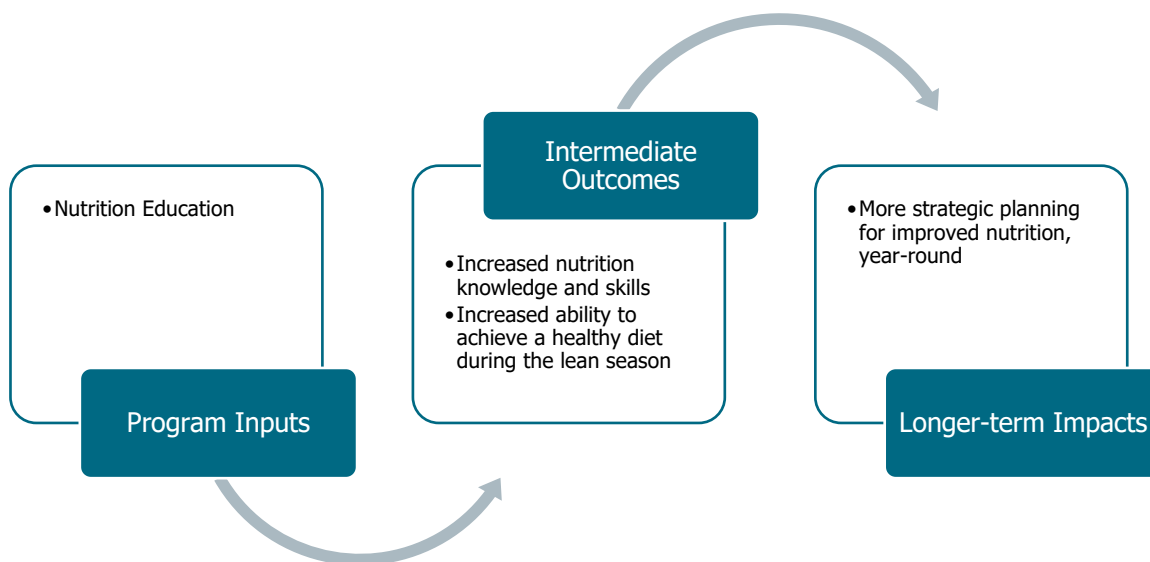 •Nutrition Education
Program Inputs
Intermediate
Outcomes
•Increased nutrition
knowledge and skills
•Increased ability to
achieve a healthy diet
during the lean season
•More strategic planning
for improved nutrition,
year-round
Longer-term Impacts